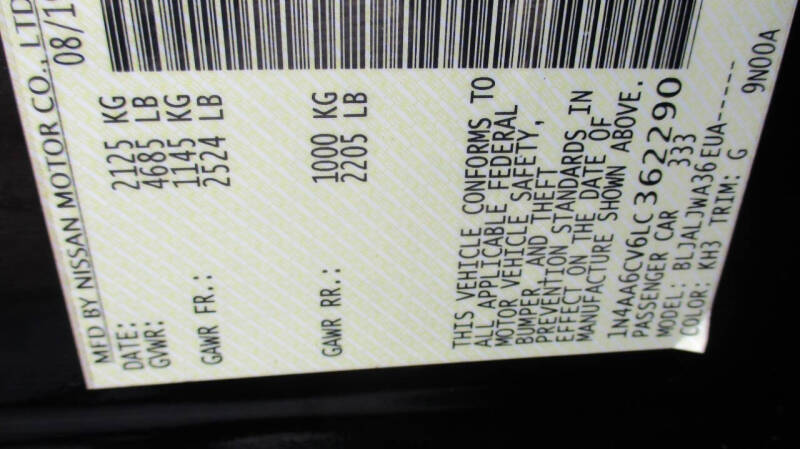 MFD BY NISSAN MOTOR CO., LTD
DATE: 08/19
GVWR: 2125 KG
4685 LB
GAWR FR.: 1145 KG
2524 LB
GAWR RR.: 1000 KG
2205 LB
THIS VEHICLE CONFORMS TO
ALL APPLICABLE FEDERAL
MOTOR VEHICLE SAFETY,
BUMPER, AND THEFT
PREVENTION STANDARDS IN
EFFECT ON THE DATE OF
MANUFACTURE SHOWN ABOVE.
1N4AA6CV6LC362290
PASSENGER CAR 333
MODEL: BLJALJWA36EUA-----
COLOR: KH3 TRIM: G 9N00A